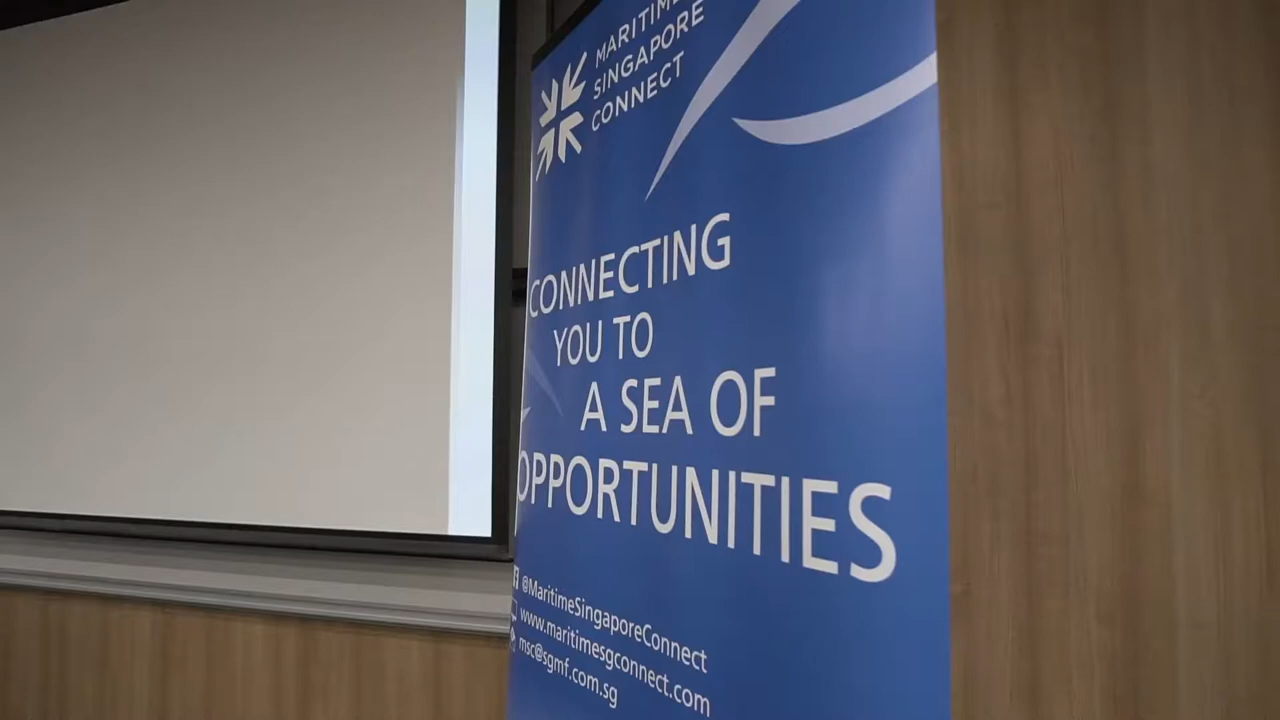 MARITIME
SINGAPORE
CONNECT
CONNECTING
YOU TO
A SEA OF
OPPORTUNITIES
@MaritimeSingaporeConnect
www.maritimesgconnect.com
msc@sgmf.com.sg